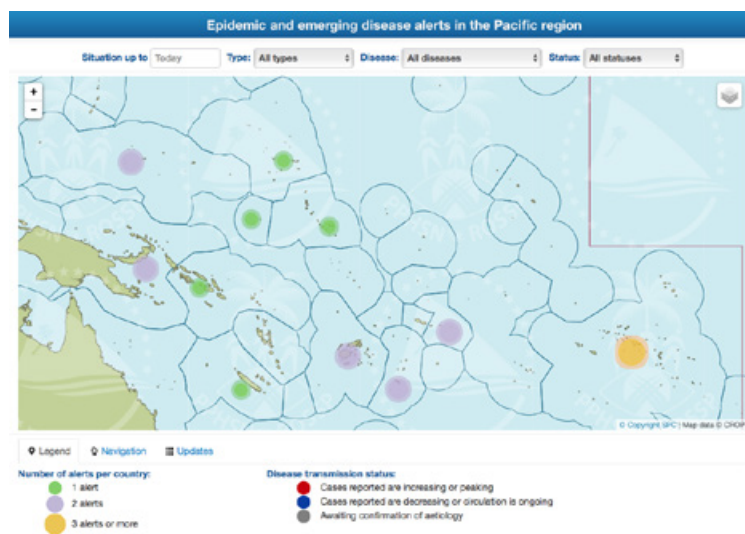 Epidemic and emerging disease alerts in the Pacific region
Situation up to Today Type: All types Disease: All diseases Status: All statuses
+
-
© Copyright SPC | Map data © CROP
Legend Navigation Updates
Number of alerts per country:
1 alert
2 alerts
3 alerts or more
Disease transmission status:
Cases reported are increasing or peaking
Cases reported are decreasing or circulation is ongoing
Awaiting confirmation of aetiology